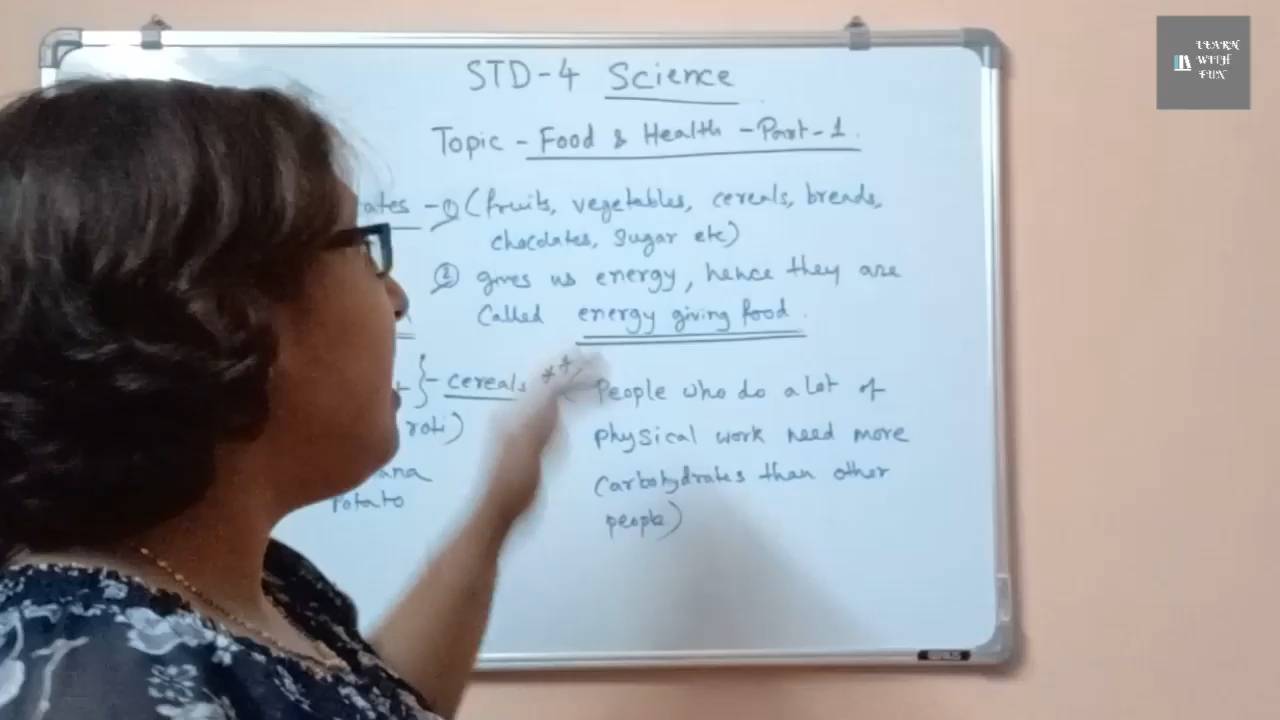 STD-4 Science
Topic - Food & Health - Part-1.
ates - ① (fruits, vegetables, cereals, breads,
chocolates, sugar etc)
② gives us energy, hence they are
called energy giving food.
}- cereals ** (People who do a lot of
roti) physical work need more
ana carbohydrates than other
Potato people)
LEARN
WITH
FUN